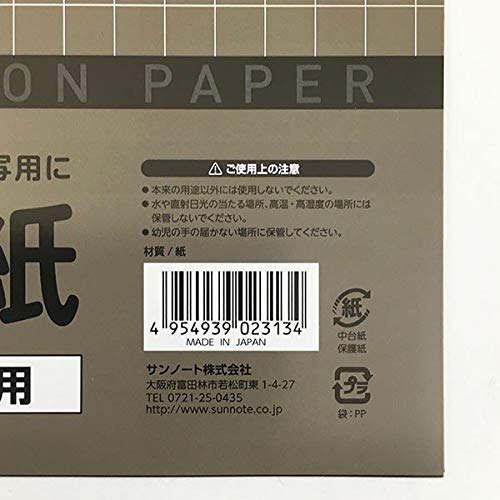 ON PAPER
写用に
紙
用
⚠ ご使用上の注意
●本来の用途以外には使用しないでください。
●水や直射日光の当たる場所、高温・高湿度の場所には
保管しないでください。
●幼児の手の届かない場所に保管してください。
材質/紙
4 954939 023134
MADE IN JAPAN
紙
中台紙
保護紙
サンノート株式会社
大阪府富田林市若松町東1-4-27
TEL 0721-25-0435
http://www.sunnote.co.jp
プラ
袋:PP